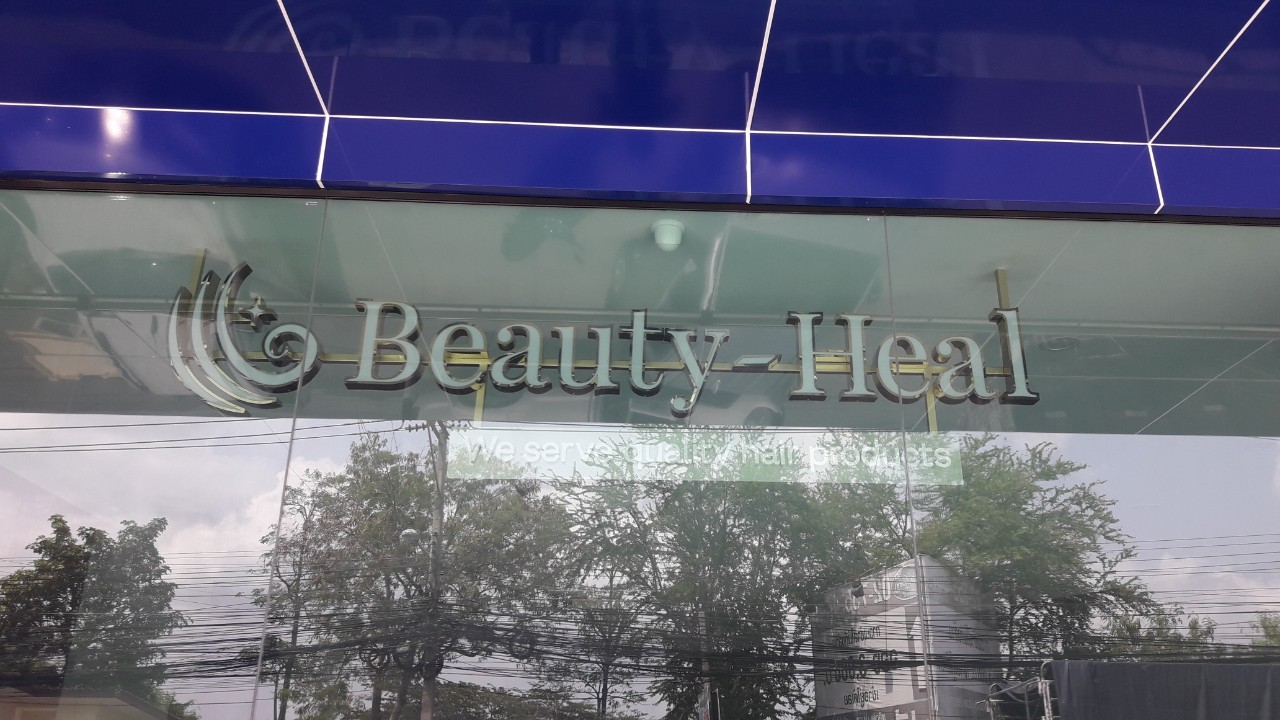 Beauty-Heal
We serve quality hair products